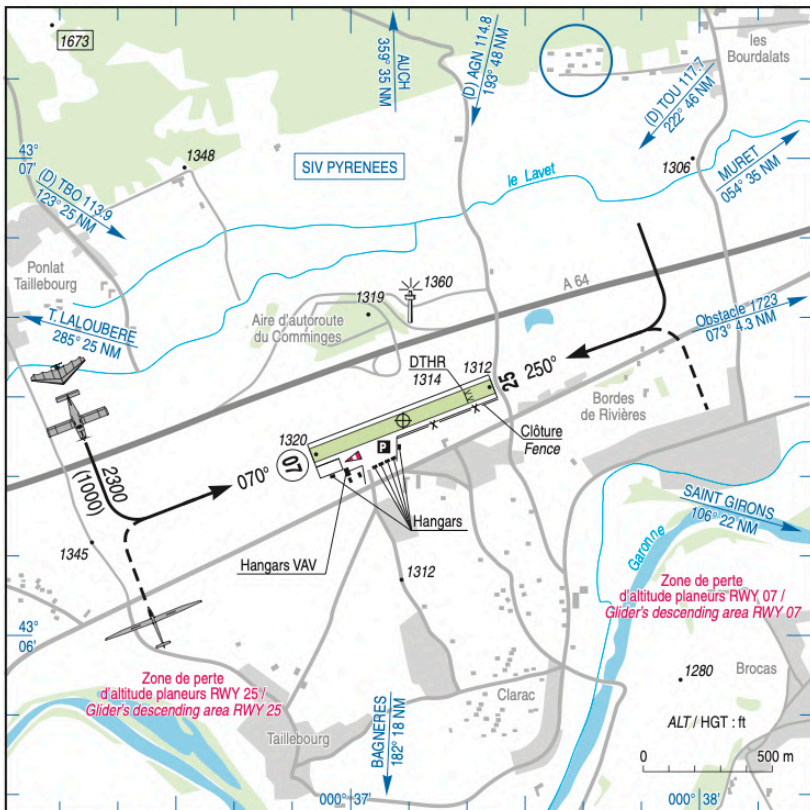 1673
AUCH
359° 35 NM
(D) AGN 114.8
193° 48 NM
les
Bourdalats
(D) TOU 117.7
222° 46 NM
43°
07'
(D) TBO 113.9
123° 25 NM
1348
SIV PYRENEES
le Lavet
1306
MURET
054° 35 NM
Ponlat
Taillebourg
T. LALOUBERE
285° 25 NM
Aire d'autoroute
du Comminges
1319
1360
A 64
Obstacle 1723
073° 4.3 NM
DTHR
1314
1312
25
250°
Bordes
de Rivières
Clôture
Fence
1320
P
07
070°
2300
(1000)
Hangars
Hangars VAV
1345
1312
SAINT GIRONS
106° 22 NM
Garonne
Zone de perte
d'altitude planeurs RWY 07 /
Glider's descending area RWY 07
43°
06'
Zone de perte
d'altitude planeurs RWY 25 /
Glider's descending area RWY 25
Taillebourg
BAGNERES
182° 18 NM
Clarac
1280
Brocas
ALT / HGT : ft
0 500 m
000° 37'
000° 38'